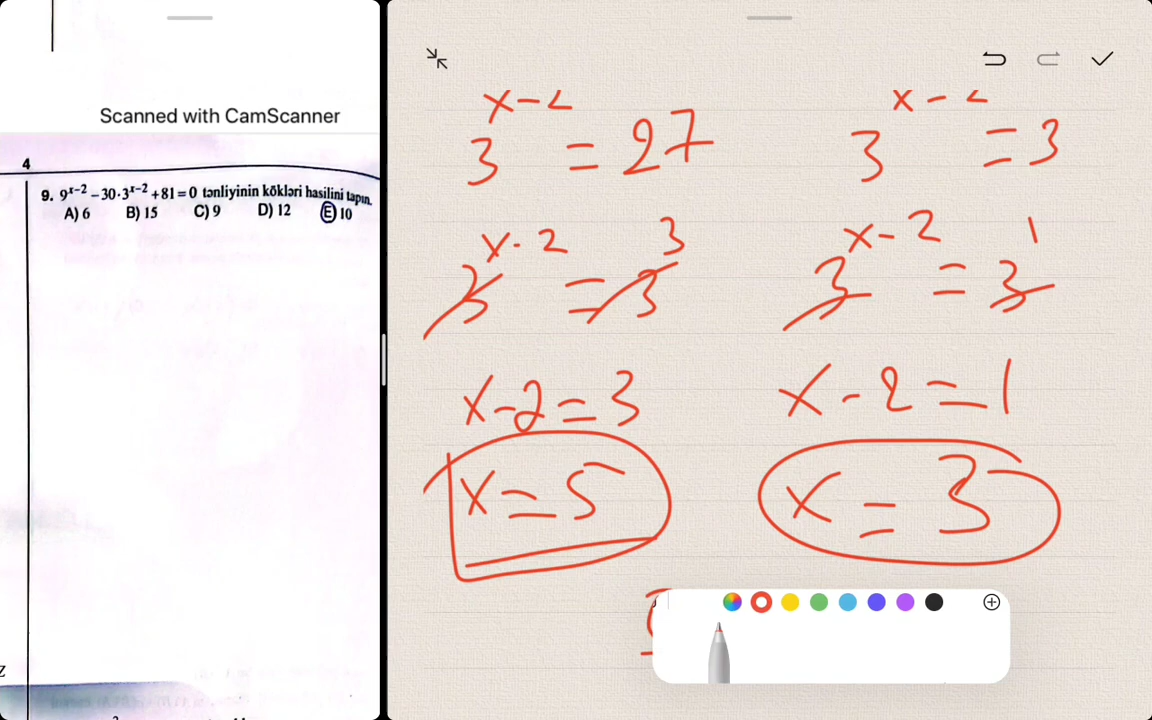 Scanned with CamScanner
4
9. 9^{x-2} – 30·3^{x-2} + 81 = 0 tənliyinin kökləri hasilini tapın.
A) 6 B) 15 C) 9 D) 12 E) 10
3^{x-2} = 27
3^{x-2} = 3^3
x-2=3
x=5
3^{x-2} = 3
3^{x-2} = 3^1
x-2=1
x=3
z